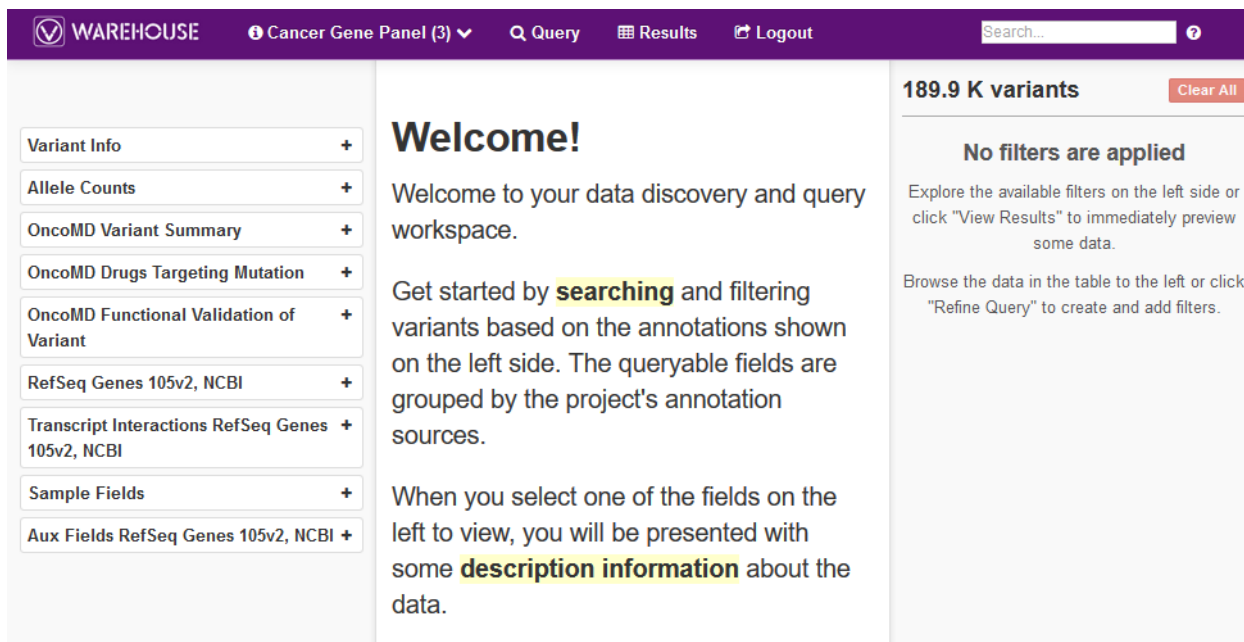 WAREHOUSE Cancer Gene Panel (3) Query Results Logout Search...
Variant Info
Allele Counts
OncoMD Variant Summary
OncoMD Drugs Targeting Mutation
OncoMD Functional Validation of
Variant
RefSeq Genes 105v2, NCBI
Transcript Interactions RefSeq Genes
105v2, NCBI
Sample Fields
Aux Fields RefSeq Genes 105v2, NCBI
Welcome!
Welcome to your data discovery and query
workspace.
Get started by searching and filtering
variants based on the annotations shown
on the left side. The queryable fields are
grouped by the project's annotation
sources.
When you select one of the fields on the
left to view, you will be presented with
some description information about the
data.
189.9 K variants Clear All
No filters are applied
Explore the available filters on the left side or
click "View Results" to immediately preview
some data.
Browse the data in the table to the left or click
"Refine Query" to create and add filters.